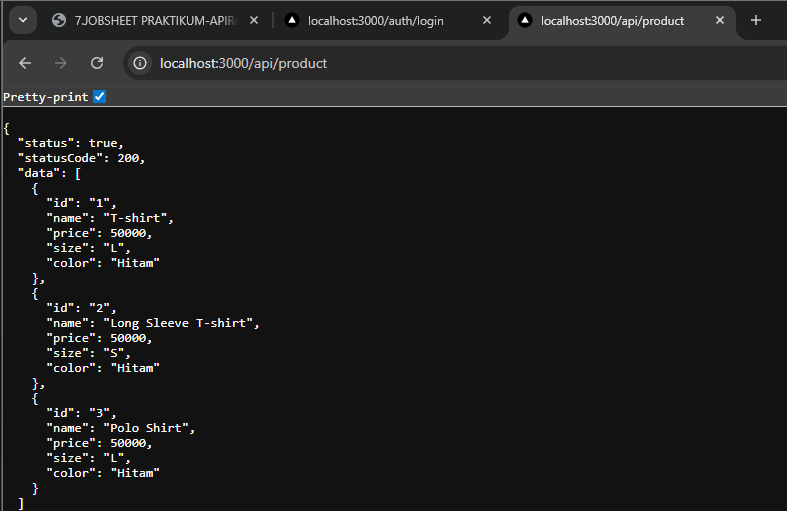 7JOBSHEET PRAKTIKUM-APIR
localhost:3000/auth/login
localhost:3000/api/product
localhost:3000/api/product
Pretty-print
{
  "status": true,
  "statusCode": 200,
  "data": [
    {
      "id": "1",
      "name": "T-shirt",
      "price": 50000,
      "size": "L",
      "color": "Hitam"
    },
    {
      "id": "2",
      "name": "Long Sleeve T-shirt",
      "price": 50000,
      "size": "S",
      "color": "Hitam"
    },
    {
      "id": "3",
      "name": "Polo Shirt",
      "price": 50000,
      "size": "L",
      "color": "Hitam"
    }
  ]